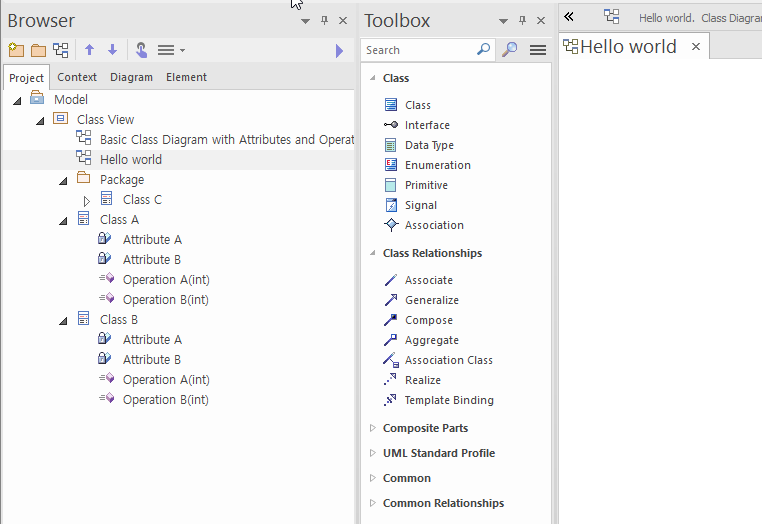 Browser
Project Context Diagram Element
Model
Class View
Basic Class Diagram with Attributes and Operat
Hello world
Package
Class C
Class A
Attribute A
Attribute B
Operation A(int)
Operation B(int)
Class B
Attribute A
Attribute B
Operation A(int)
Operation B(int)
Toolbox
Search
Class
Class
Interface
Data Type
Enumeration
Primitive
Signal
Association
Class Relationships
Associate
Generalize
Compose
Aggregate
Association Class
Realize
Template Binding
Composite Parts
UML Standard Profile
Common
Common Relationships
Hello world. Class Diagra
Hello world